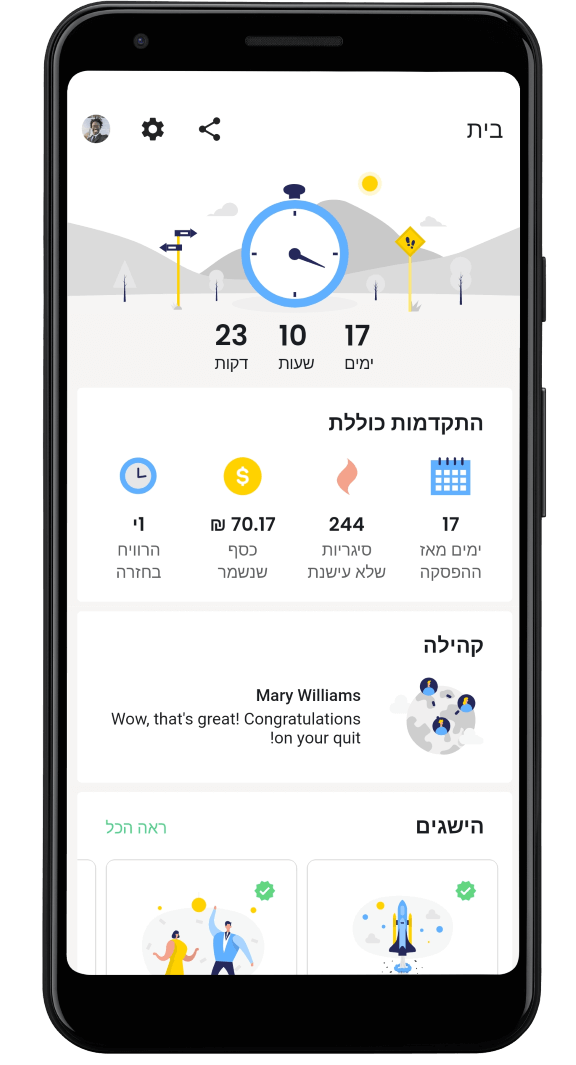 בית
17 10 23
ימים שעות דקות
התקדמות כוללת
17
ימים מאז
ההפסקה
244
סיגריות
שלא עישנת
70.17 ₪
כסף
שנשמר
1י
הרוויח
בחזרה
קהילה
Mary Williams
Wow, that's great! Congratulations
on your quit!
הישגים
ראה הכל